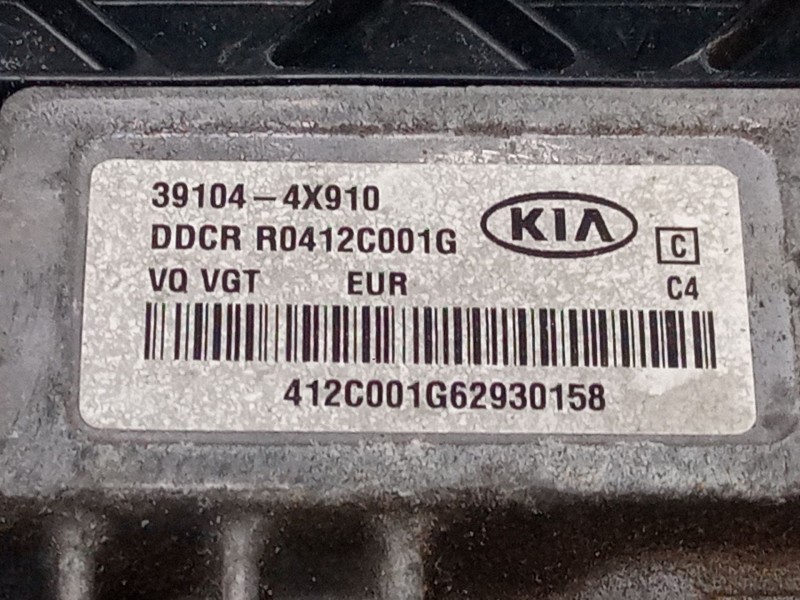 39104-4X910
KIA
DDCR R0412C001G
C
VQ VGT EUR C4
412C001G62930158